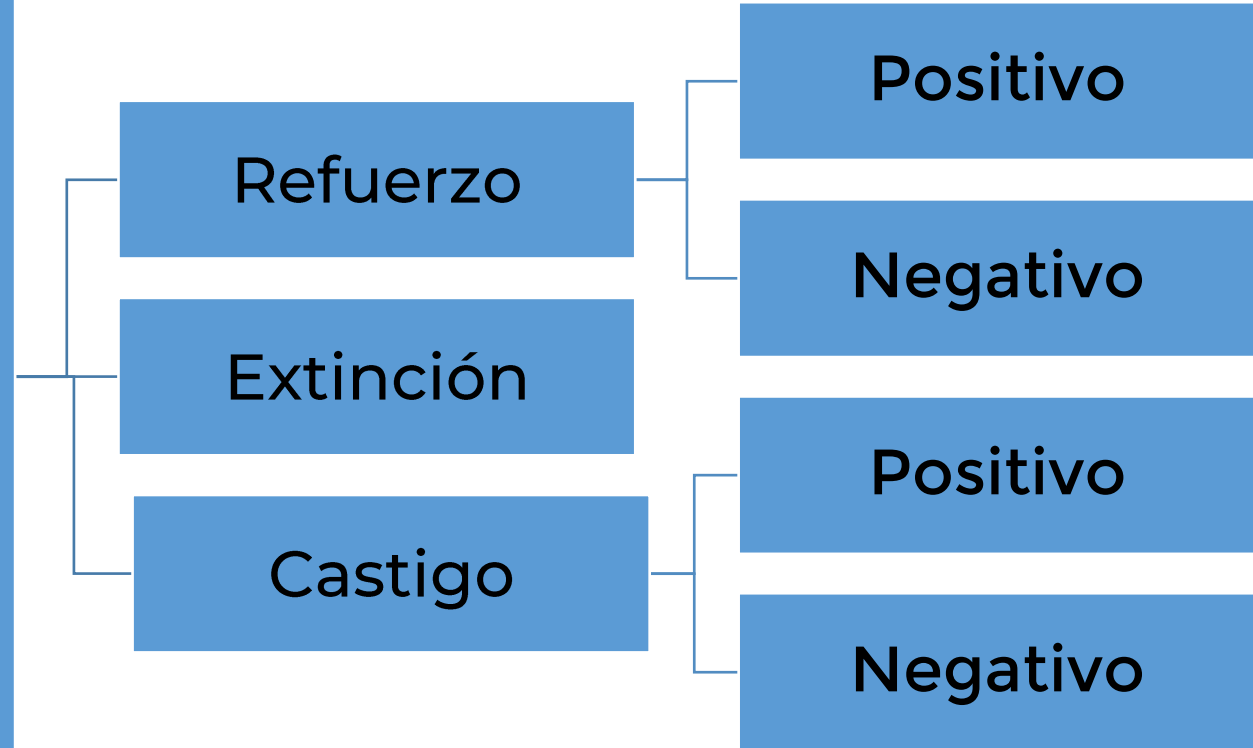 Refuerzo
Positivo
Negativo
Extinción
Castigo
Positivo
Negativo